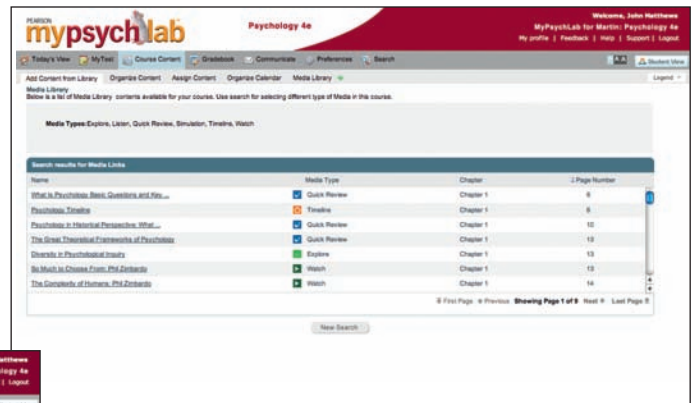 PEARSON
mypsychlab
Psychology 4e
Welcome, John Matthews
MyPsychLab for Martin: Psychology 4e
My profile | Feedback | Help | Support | Logout
Today's View MyTest Course Content Gradebook Communicate Preferences Search Student View
Add Content from Library Organize Content Assign Content Organize Calendar Media Library Legend
Media Library
Below is a list of Media Library contents available for your course. Use search for selecting different type of Media in this course.
Media Types: Explore, Listen, Quick Review, Simulation, Timeline, Watch
Search results for Media Links
Name Media Type Chapter Page Number
What Is Psychology: Basic Questions and Key ... Quick Review Chapter 1
Psychology Timeline Timeline Chapter 1
Psychology in Historical Perspective: What ... Quick Review Chapter 1 10
The Great Theoretical Frameworks of Psychology Quick Review Chapter 1 12
Diversity in Psychological Inquiry Explore Chapter 1 13
So Much to Choose From: Phil Zimbardo Watch Chapter 1 13
The Complexity of Humans: Phil Zimbardo Watch Chapter 1 14
First Page Previous Showing Page 1 of 9 Next Last Page
New Search
atthews
ology 4e
| Logout